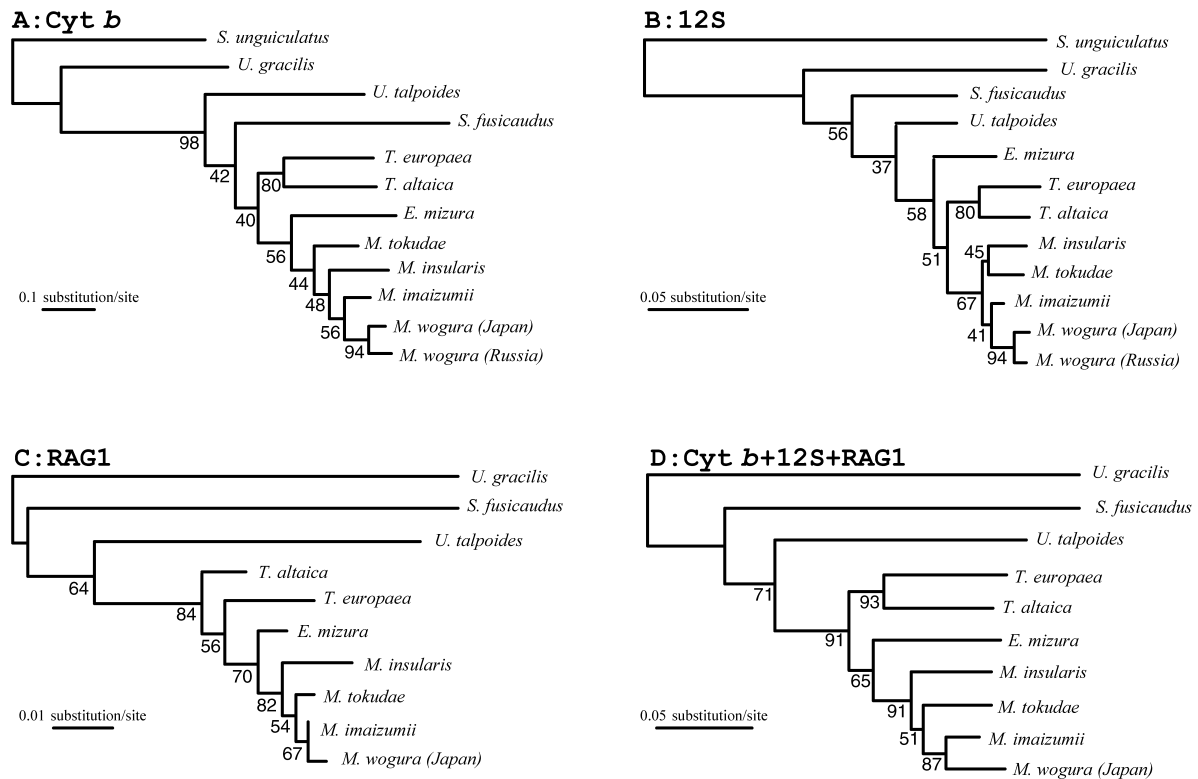 A:Cyt b
S. unguiculatus
U. gracilis
U. talpoides
98
S. fusicaudus
42
T. europaea
80
T. altaica
40
E. mizura
56
M. tokudae
44
M. insularis
48
M. imaizumii
56
M. wogura (Japan)
94
M. wogura (Russia)
0.1 substitution/site
B:12S
S. unguiculatus
U. gracilis
S. fusicaudus
56
U. talpoides
37
E. mizura
58
T. europaea
80
T. altaica
51
M. insularis
45
M. tokudae
67
M. imaizumii
41
M. wogura (Japan)
94
M. wogura (Russia)
0.05 substitution/site
C:RAG1
U. gracilis
S. fusicaudus
U. talpoides
64
T. altaica
84
T. europaea
56
E. mizura
70
M. insularis
82
M. tokudae
54
M. imaizumii
67
M. wogura (Japan)
0.01 substitution/site
D:Cyt b+12S+RAG1
U. gracilis
S. fusicaudus
U. talpoides
71
T. europaea
93
T. altaica
91
E. mizura
65
M. insularis
91
M. tokudae
51
M. imaizumii
87
M. wogura (Japan)
0.05 substitution/site